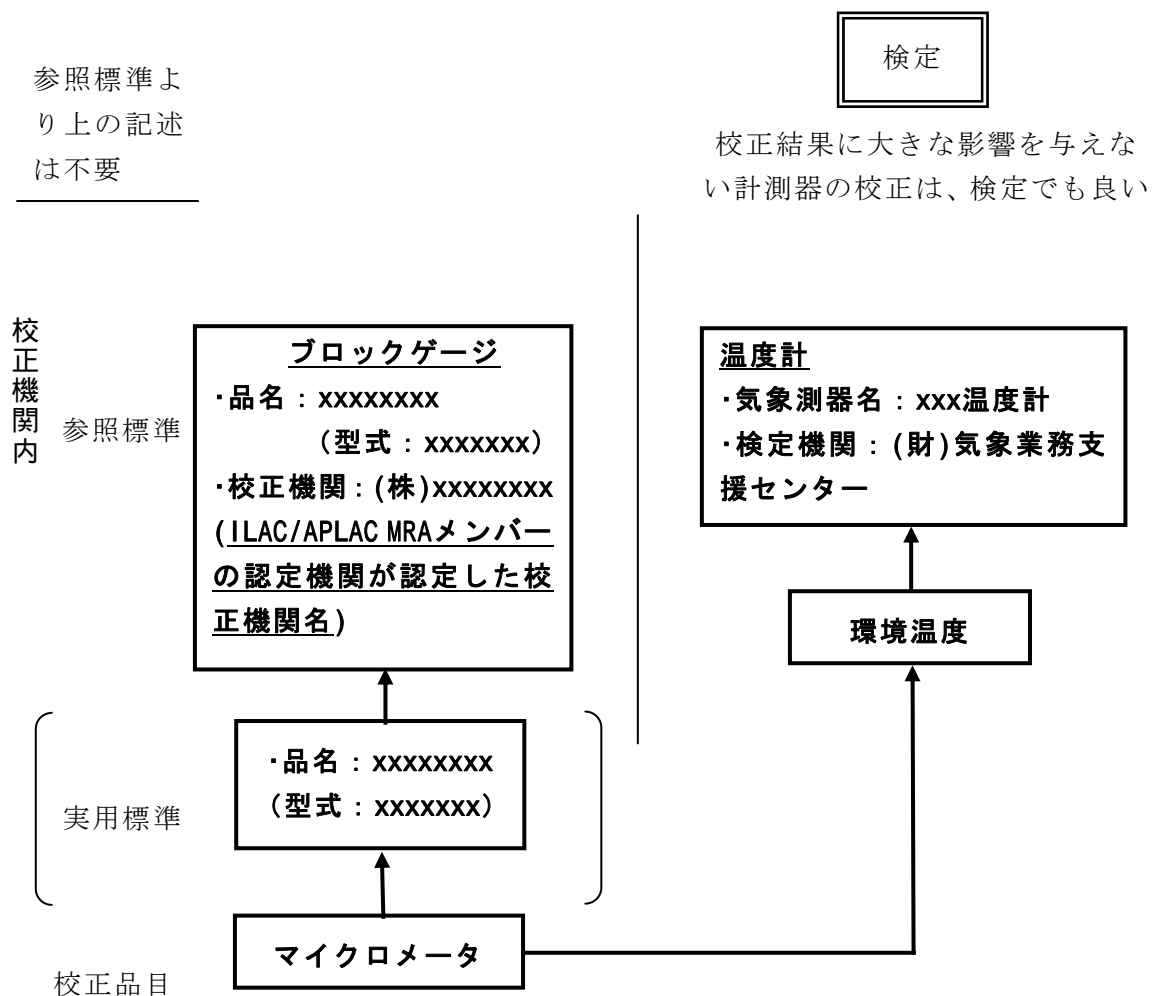 参照標準よ
り上の記述
は不要
検定
校正結果に大きな影響を与えな
い計測器の校正は、検定でも良い
校正機関内
参照標準
ブロックゲージ
・品名：xxxxxxxx
（型式：xxxxxxx）
・校正機関：(株)xxxxxxxx
(ILAC/APLAC MRAメンバー
の認定機関が認定した校
正機関名)
温度計
・気象測器名：xxx温度計
・検定機関：(財)気象業務支
援センター
環境温度
実用標準
・品名：xxxxxxxx
（型式：xxxxxxx）
マイクロメータ
校正品目